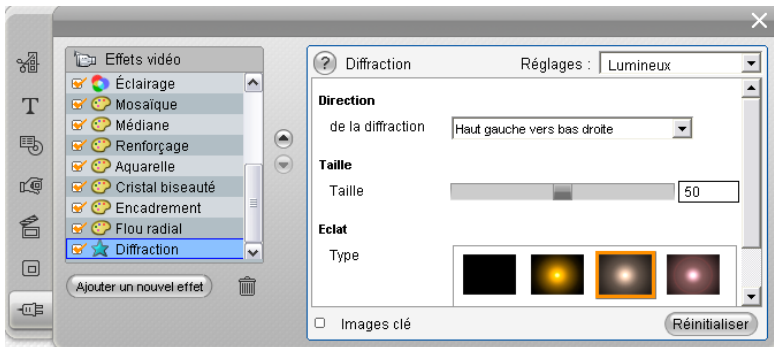 Effets vidéo
Éclairage
Mosaïque
Médiane
Renforçage
Aquarelle
Cristal biseauté
Encadrement
Flou radial
Diffraction
Ajouter un nouvel effet
? Diffraction Réglages : Lumineux
Direction
de la diffraction Haut gauche vers bas droite
Taille
Taille 50
Eclat
Type
Images clé Réinitialiser
T